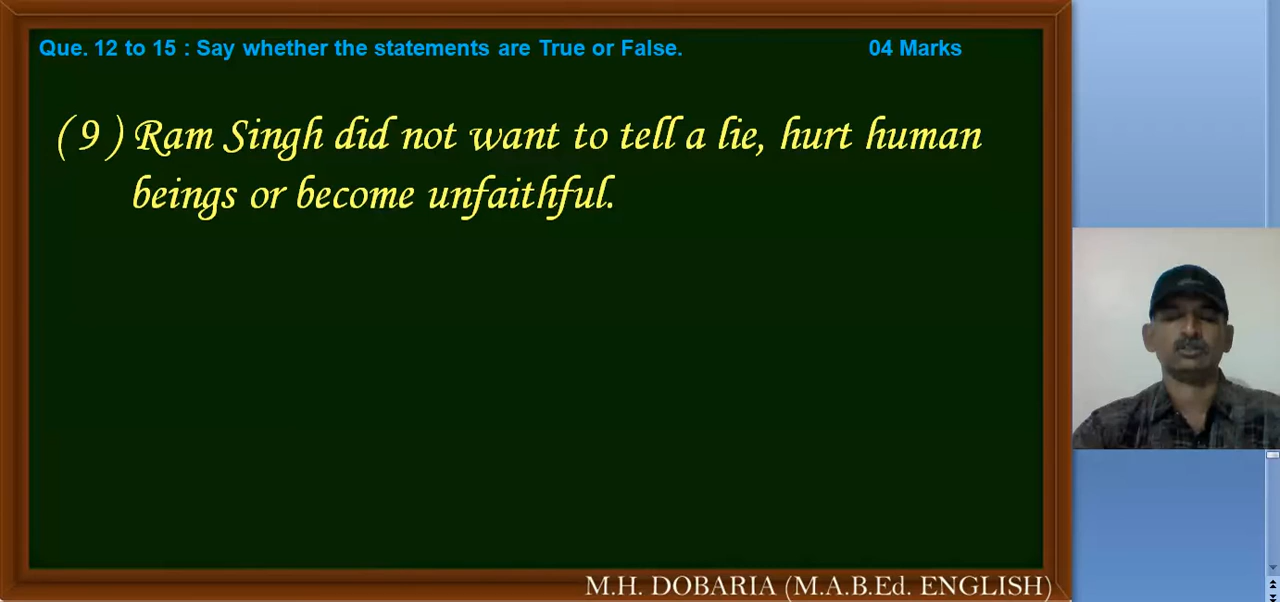 Que. 12 to 15 : Say whether the statements are True or False. 04 Marks
( 9 ) Ram Singh did not want to tell a lie, hurt human
beings or become unfaithful.
M.H. DOBARIA (M.A.B.Ed. ENGLISH)